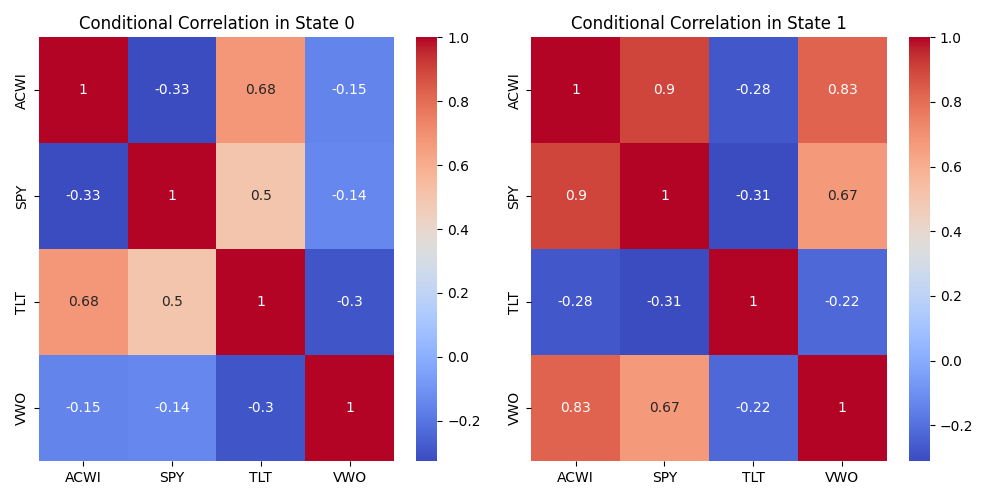 Conditional Correlation in State 0
ACWI 1 -0.33 0.68 -0.15
SPY -0.33 1 0.5 -0.14
TLT 0.68 0.5 1 -0.3
VWO -0.15 -0.14 -0.3 1
ACWI SPY TLT VWO
1.0
0.8
0.6
0.4
0.2
0.0
−0.2
Conditional Correlation in State 1
ACWI 1 0.9 -0.28 0.83
SPY 0.9 1 -0.31 0.67
TLT -0.28 -0.31 1 -0.22
VWO 0.83 0.67 -0.22 1
ACWI SPY TLT VWO
1.0
0.8
0.6
0.4
0.2
0.0
−0.2